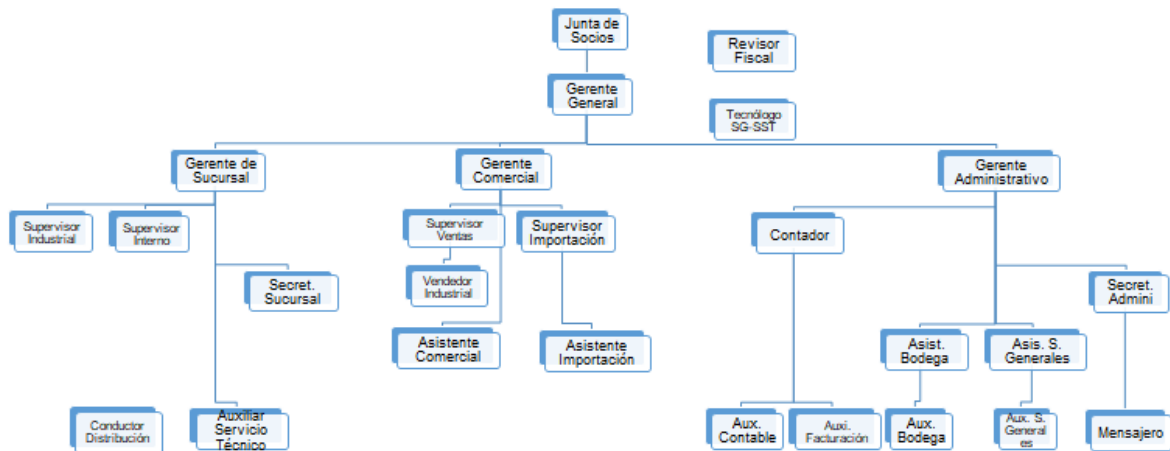 Junta de
Socios
Revisor
Fiscal
Gerente
General
Tecnólogo
SG-SST
Gerente de
Sucursal
Gerente
Comercial
Gerente
Administrativo
Supervisor
Industrial
Supervisor
Interno
Supervisor
Ventas
Supervisor
Importación
Contador
Secret.
Sucursal
Vendedor
Industrial
Secret.
Admini
Asistente
Comercial
Asistente
Importación
Asist.
Bodega
Asis. S.
Generales
Conductor
Distribución
Auxiliar
Servicio
Técnico
Aux.
Contable
Auxi.
Facturación
Aux.
Bodega
Aux. S.
General
es
Mensajero